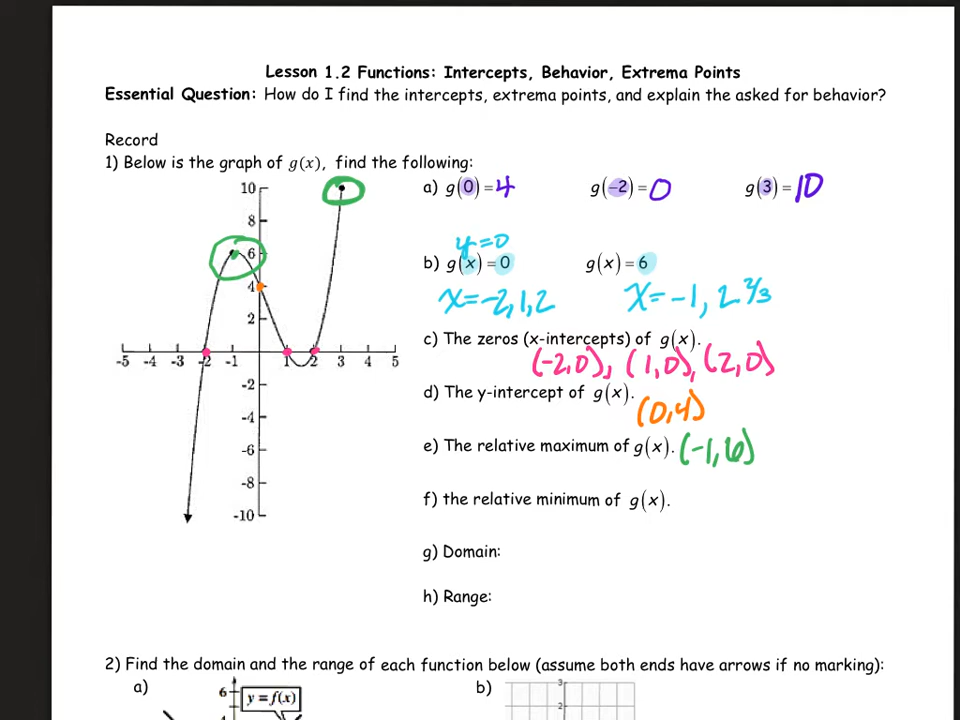 Lesson 1.2 Functions: Intercepts, Behavior, Extrema Points
Essential Question: How do I find the intercepts, extrema points, and explain the asked for behavior?
Record
1) Below is the graph of g(x), find the following:
a) g(0) = 4 g(-2) = 0 g(3) = 10
y=0
b) g(x) = 0 g(x) = 6
x=-2,1,2 x=-1, 2 2/3
c) The zeros (x-intercepts) of g(x).
(-2,0), (1,0), (2,0)
d) The y-intercept of g(x).
(0,4)
e) The relative maximum of g(x). (-1,6)
f) the relative minimum of g(x).
g) Domain:
h) Range:
10
8
6
4
2
-5 -4 -3 -2 -1 1 2 3 4 5
-2
-4
-6
-8
-10
2) Find the domain and the range of each function below (assume both ends have arrows if no marking):
a) b)
6 y = f(x) 3
2